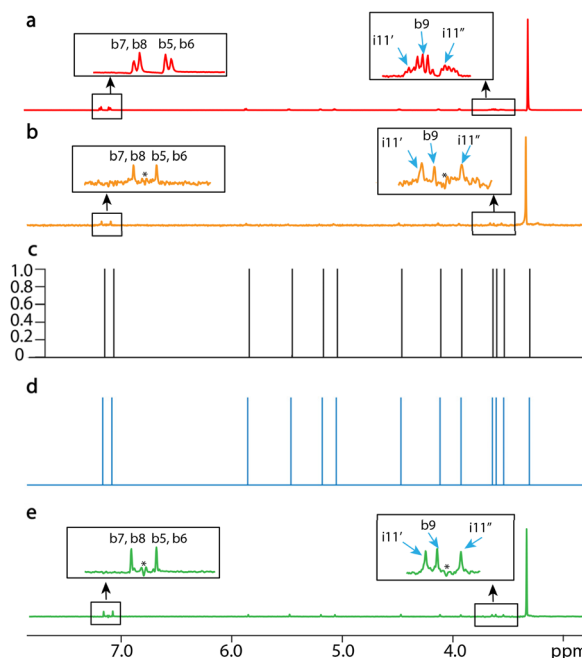 a
b7, b8 b5, b6
i11′ b9 i11″
b
b7, b8 b5, b6
*
i11′ b9 i11″
*
c
1.0
0.8
0.6
0.4
0.2
0
d
e
b7, b8 b5, b6
*
i11′ b9 i11″
*
7.0 6.0 5.0 4.0 ppm